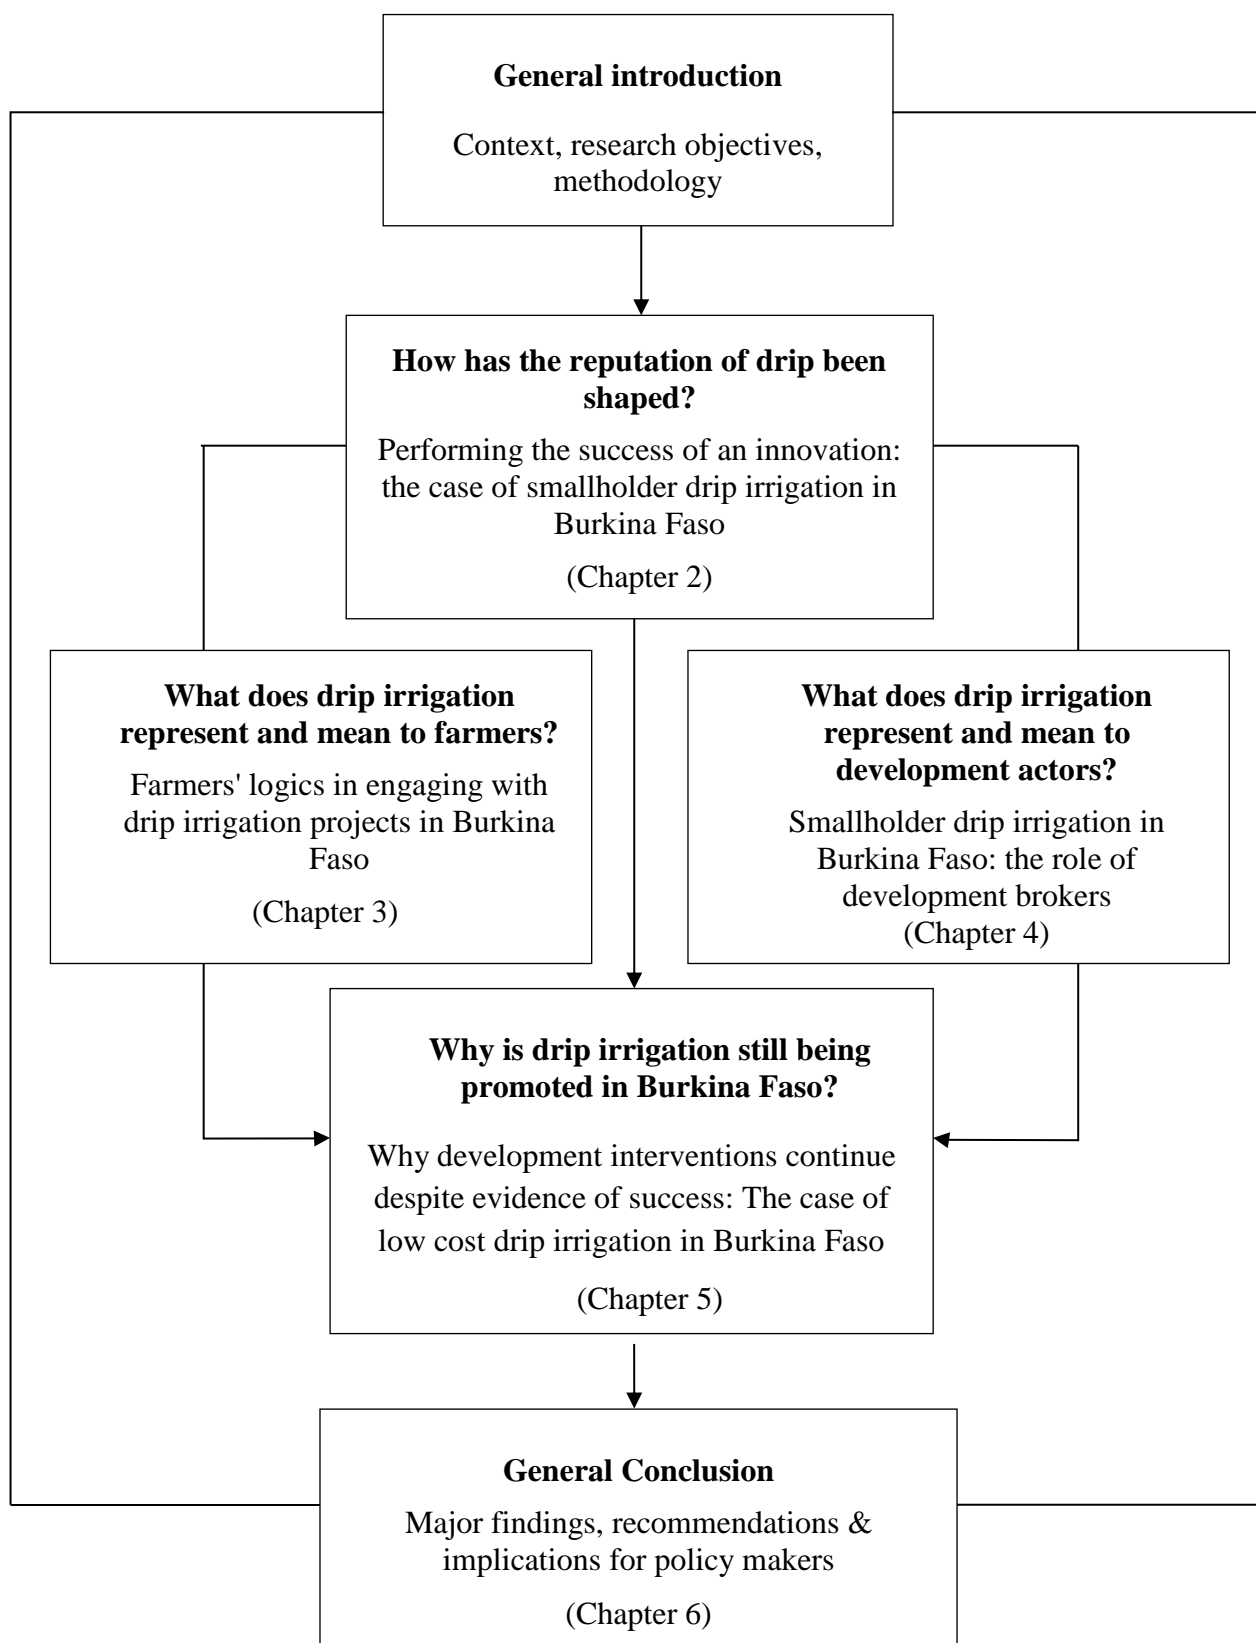 General introduction
Context, research objectives,
methodology
How has the reputation of drip been
shaped?
Performing the success of an innovation:
the case of smallholder drip irrigation in
Burkina Faso
(Chapter 2)
What does drip irrigation
represent and mean to farmers?
Farmers' logics in engaging with
drip irrigation projects in Burkina
Faso
(Chapter 3)
What does drip irrigation
represent and mean to
development actors?
Smallholder drip irrigation in
Burkina Faso: the role of
development brokers
(Chapter 4)
Why is drip irrigation still being
promoted in Burkina Faso?
Why development interventions continue
despite evidence of success: The case of
low cost drip irrigation in Burkina Faso
(Chapter 5)
General Conclusion
Major findings, recommendations &
implications for policy makers
(Chapter 6)